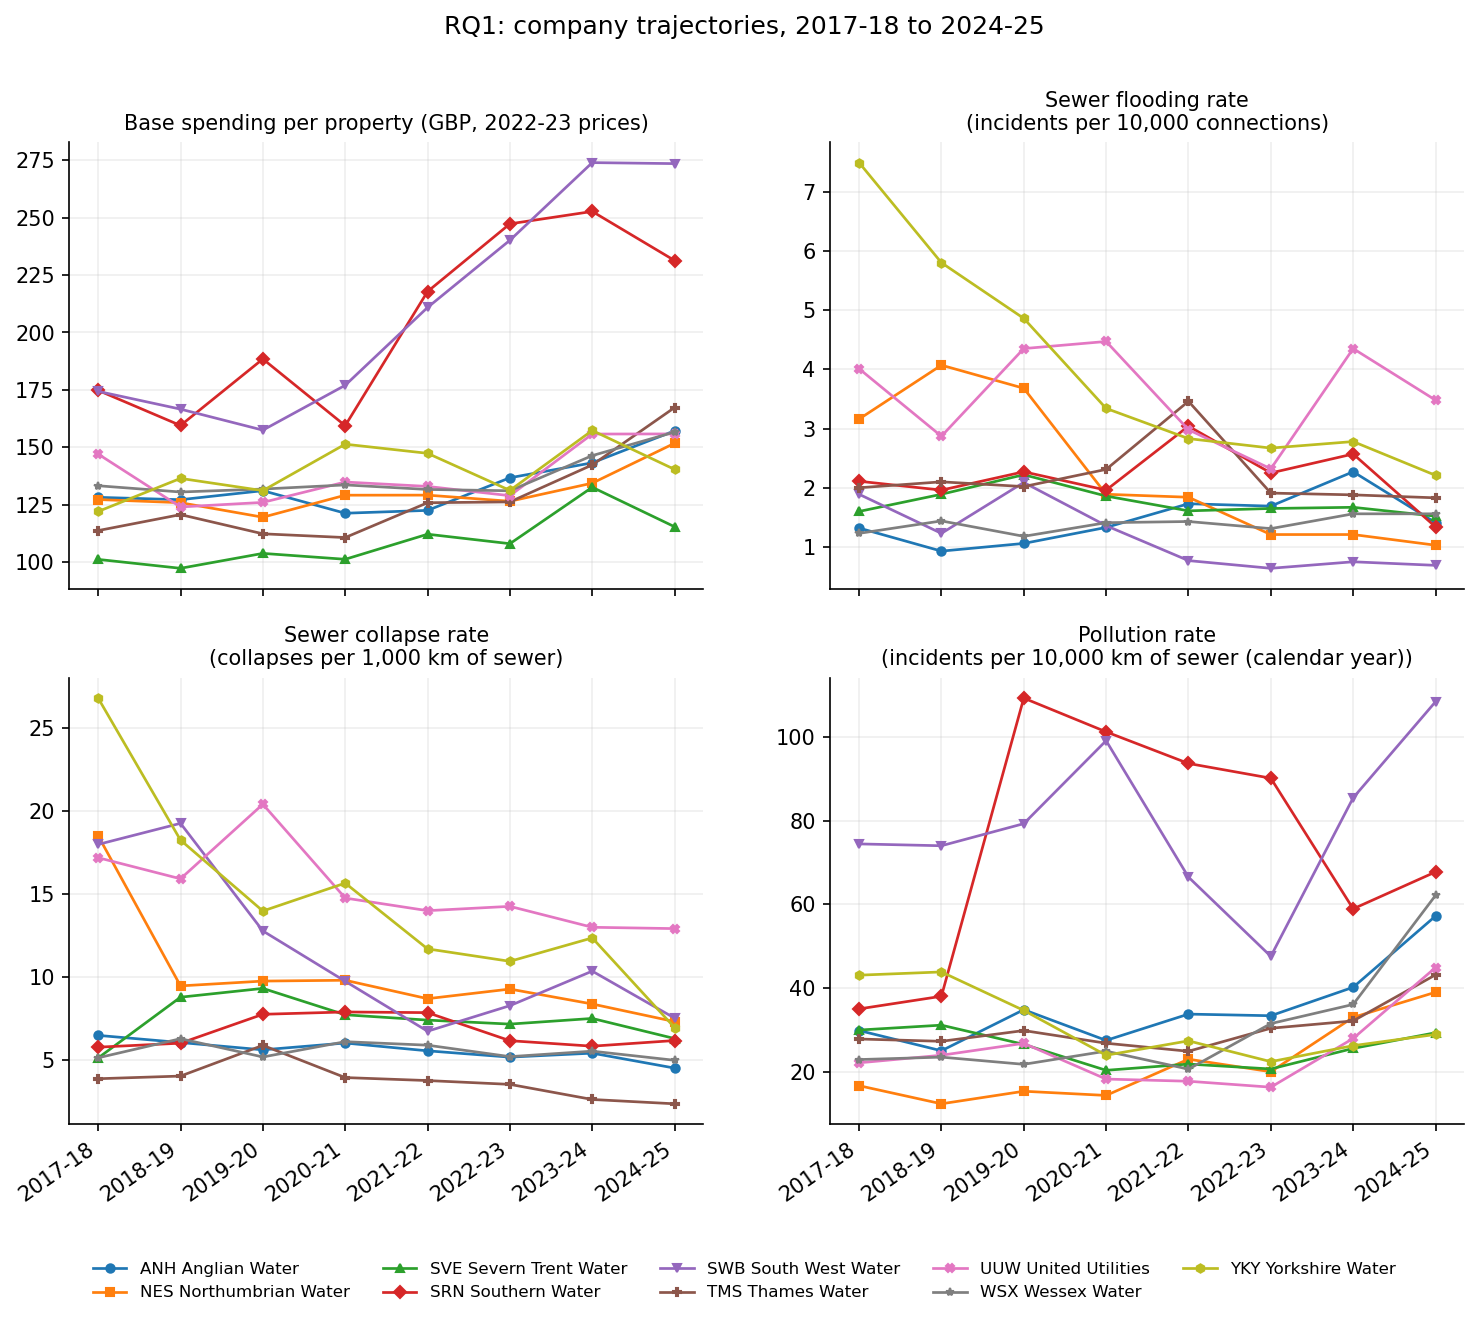 RQ1: company trajectories, 2017-18 to 2024-25
Base spending per property (GBP, 2022-23 prices)
275
250
225
200
175
150
125
100
Sewer flooding rate
(incidents per 10,000 connections)
7
6
5
4
3
2
1
Sewer collapse rate
(collapses per 1,000 km of sewer)
25
20
15
10
5
2017-18
2018-19
2019-20
2020-21
2021-22
2022-23
2023-24
2024-25
Pollution rate
(incidents per 10,000 km of sewer (calendar year))
100
80
60
40
20
2017-18
2018-19
2019-20
2020-21
2021-22
2022-23
2023-24
2024-25
ANH Anglian Water
NES Northumbrian Water
SVE Severn Trent Water
SRN Southern Water
SWB South West Water
TMS Thames Water
UUW United Utilities
WSX Wessex Water
YKY Yorkshire Water